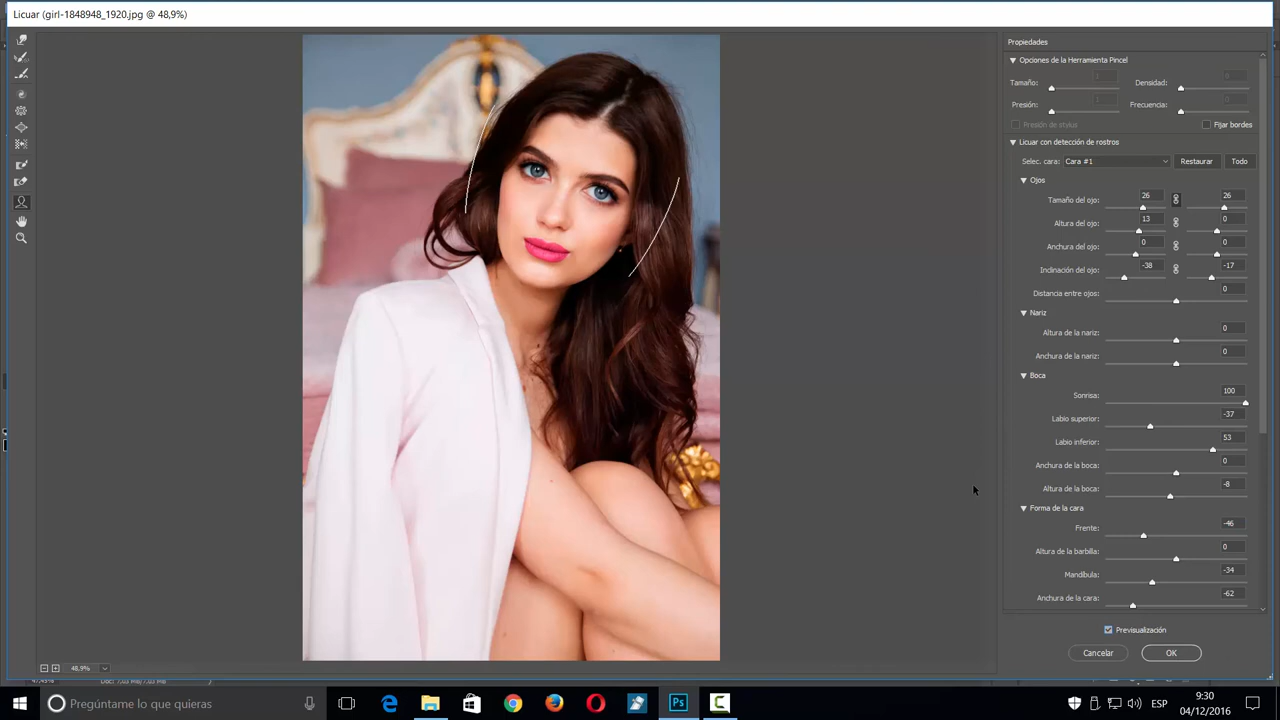 Licuar (girl-1848948_1920.jpg @ 48,9%)
Propiedades
Opciones de la Herramienta Pincel
Tamaño: 1 Densidad: 0
Presión: 1 Frecuencia: 0
Presión de stylus Fijar bordes
Licuar con detección de rostros
Selec. cara: Cara #1 Restaurar Todo
Ojos
Tamaño del ojo: 26 26
Altura del ojo: 13 0
Anchura del ojo: 0 0
Inclinación del ojo: -38 -17
Distancia entre ojos: 0
Nariz
Altura de la nariz: 0
Anchura de la nariz: 0
Boca
Sonrisa: 100
Labio superior: -37
Labio inferior: 53
Anchura de la boca: 0
Altura de la boca: -8
Forma de la cara
Frente: -46
Altura de la barbilla: 0
Mandíbula: -34
Anchura de la cara: -62
Previsualización
Cancelar OK
48,9%
Pregúntame lo que quieras
Ps
ESP
9:30
04/12/2016